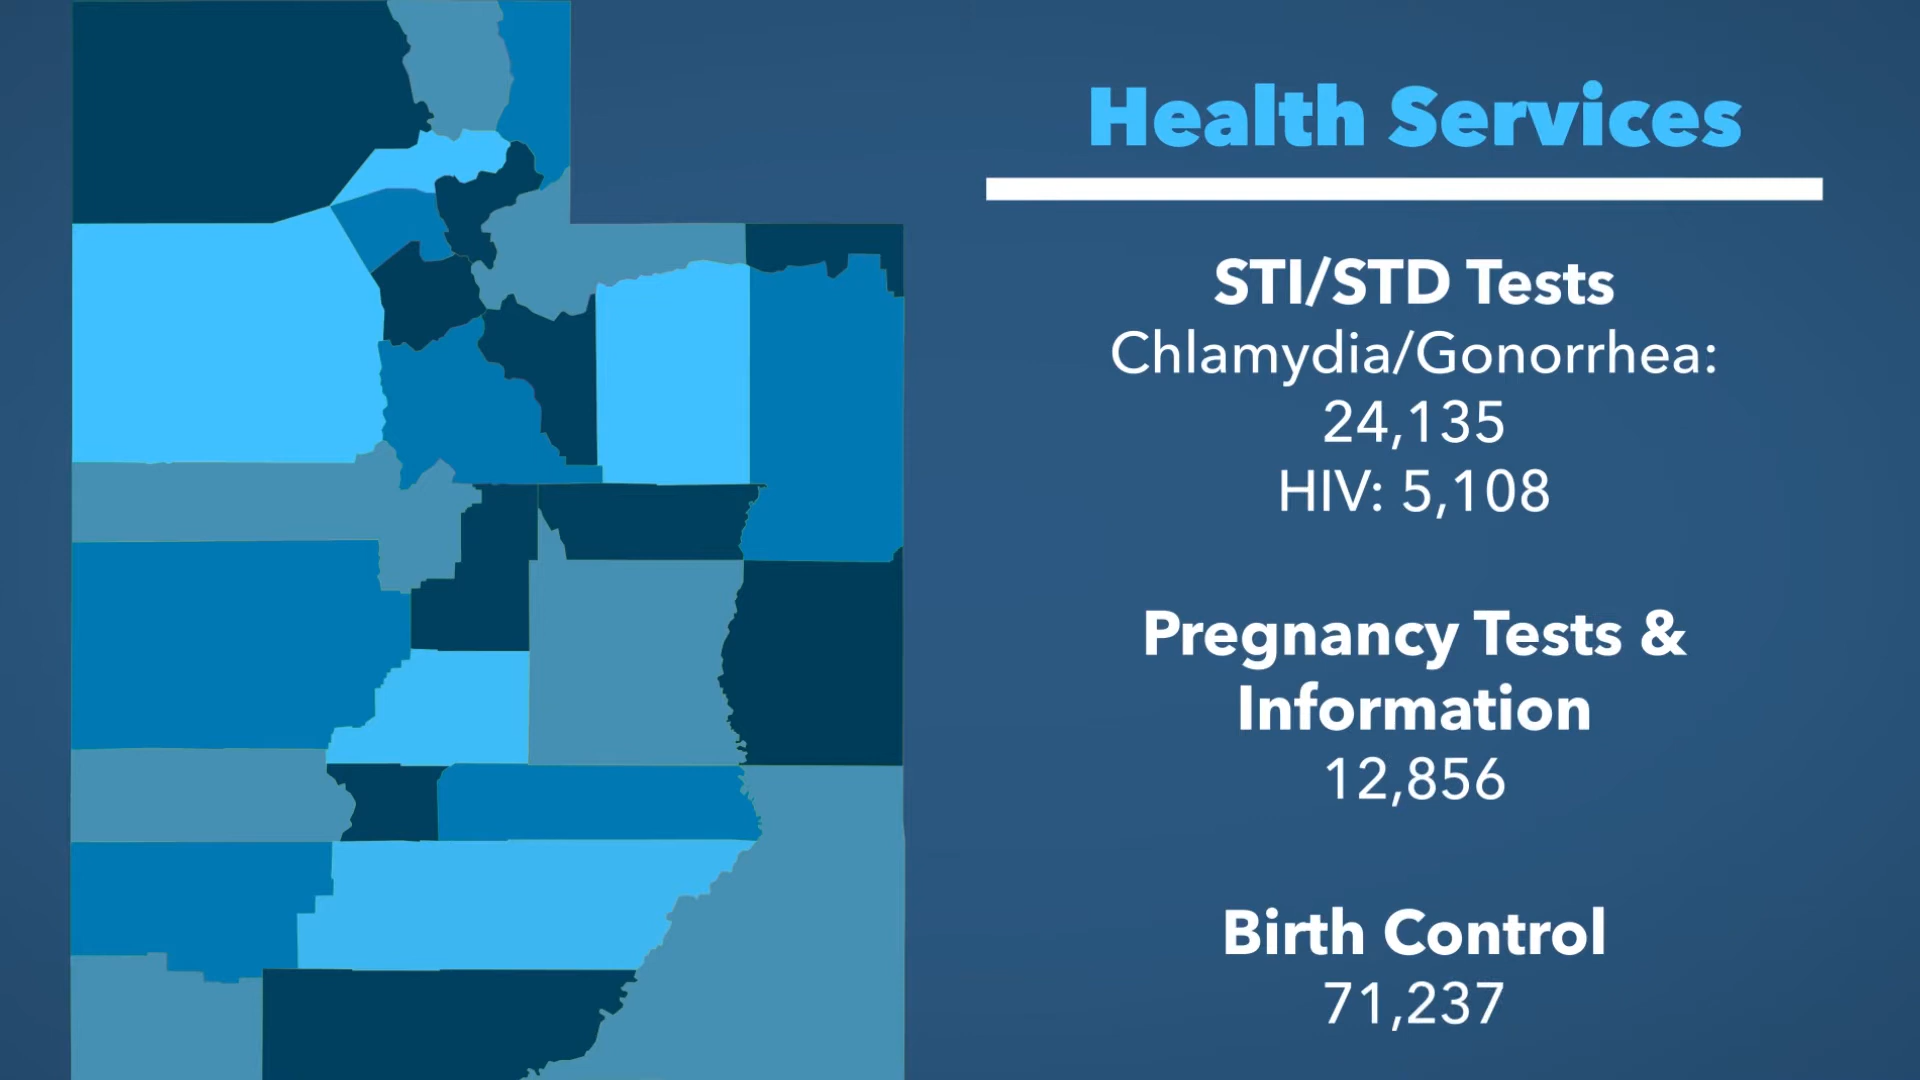 Health Services
STI/STD Tests
Chlamydia/Gonorrhea:
24,135
HIV: 5,108
Pregnancy Tests &
Information
12,856
Birth Control
71,237